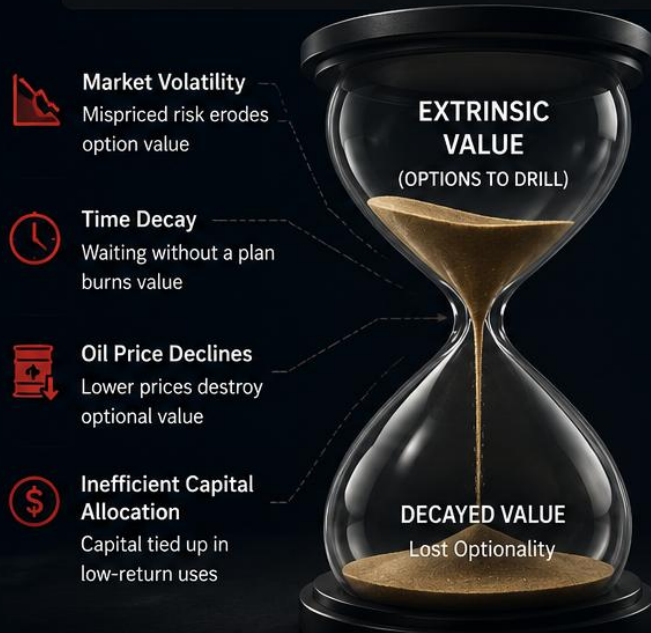 Market Volatility
Mispriced risk erodes
option value
Time Decay
Waiting without a plan
burns value
Oil Price Declines
Lower prices destroy
optional value
Inefficient Capital
Allocation
Capital tied up in
low-return uses
$
EXTRINSIC
VALUE
(OPTIONS TO DRILL)
DECAYED VALUE
Lost Optionality